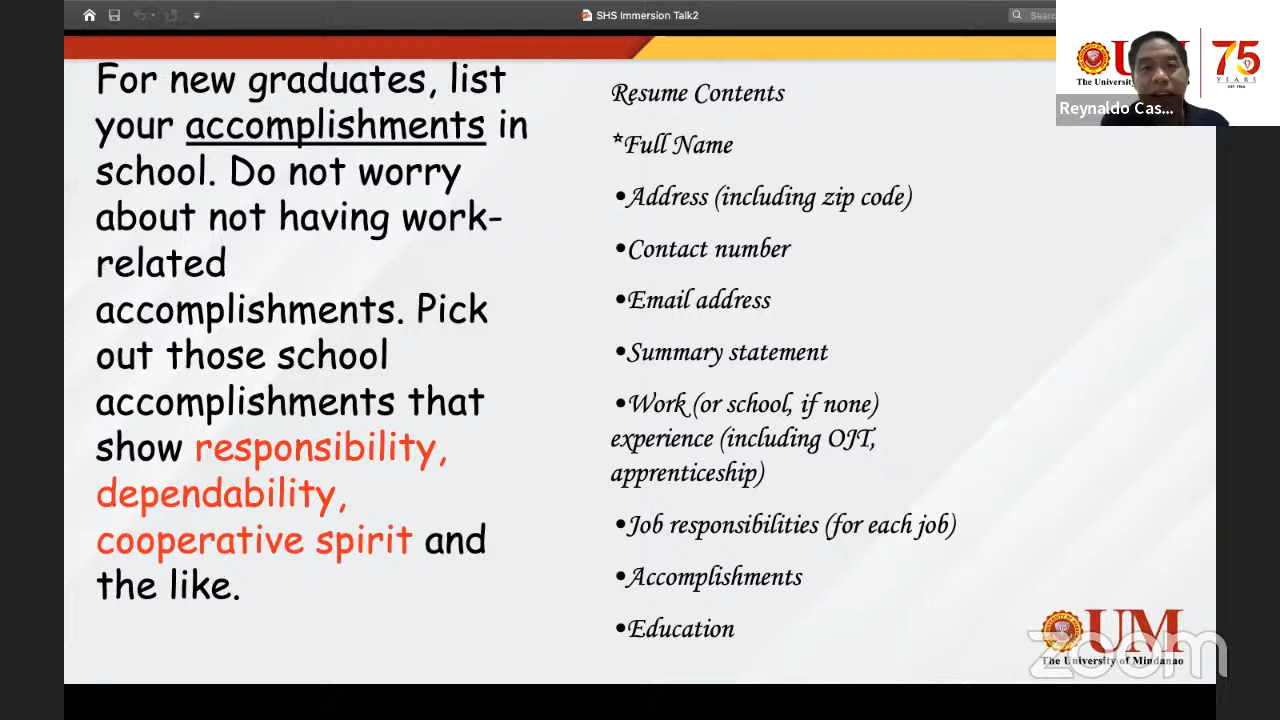 SHS Immersion Talk2
For new graduates, list
your accomplishments in
school. Do not worry
about not having work-
related
accomplishments. Pick
out those school
accomplishments that
show responsibility,
dependability,
cooperative spirit and
the like.
Resume Contents
*Full Name
•Address (including zip code)
•Contact number
•Email address
•Summary statement
•Work (or school, if none)
experience (including OJT,
apprenticeship)
•Job responsibilities (for each job)
•Accomplishments
•Education
75
YEARS
The Universi
Reynaldo Cas...
UM
The University of Mindanao
zoom